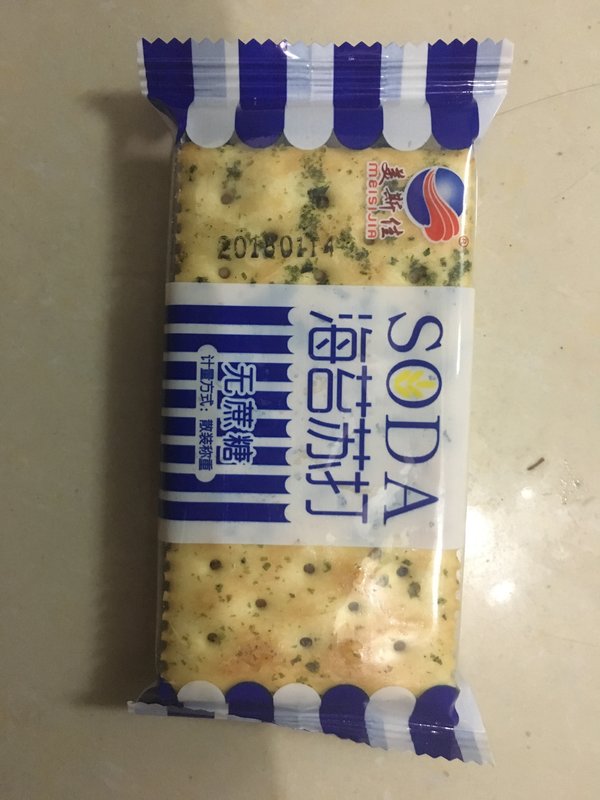 美斯佳
MEISIJIA
®
20180114
SODA
海苔苏打
无蔗糖
计量方式：散装称重